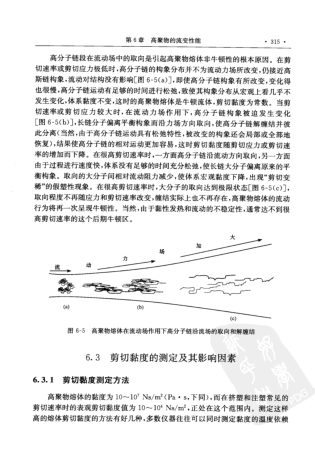 第6章 高聚物的流变性能 ·315·
高分子链段在流动场中的取向是引起高聚物熔体非牛顿性的根本原因。在剪
切速率或剪切应力极低时,高分子链的构象分布并不为流动力场所改变,仍接近高
斯链构象,流动对结构没有影响[图6-5(a)],即使高分子链构象有所改变,变化得
也很慢,高分子链运动有足够的时间进行松弛,致使其构象分布从宏观上看几乎不
发生变化,体系黏度不变,这时的高聚物熔体是牛顿流体,剪切黏度为常数。当剪
切速率或剪切应力较大时,在流动力场作用下,高分子链构象被迫发生变化
[图6-5(b)],长链分子偏离平衡构象而沿力场方向取向,使高分子链解缠结并彼
此分离(当然,由于高分子链运动具有松弛特性,被改变的构象还会局部或全部地
恢复),结果使高分子链的相对运动更加容易,这时剪切黏度随剪切应力或剪切速
率的增加而下降。在很高剪切速率时,一方面高分子链沿流动方向取向,另一方面
由于过程进行速度快,体系没有足够的时间充分松弛,使长链大分子偏离原来的平
衡构象。取向的大分子间相对流动阻力减少,使体系宏观黏度下降,出现“剪切变
稀”的假塑性现象。在很高剪切速率时,大分子的取向达到极限状态[图6-5(c)],
取向程度不再随应力和剪切速率改变,缠结实际上也不再存在,高聚物熔体的流动
行为将再一次呈现牛顿性。当然,由于黏性发热和流动的不稳定性,通常达不到很
高剪切速率的这个后期牛顿区。
流 动 力 场 加 大
(a) (b) (c)
图6-5 高聚物熔体在流动场作用下高分子链沿流场的取向和解缠结
6.3 剪切黏度的测定及其影响因素
6.3.1 剪切黏度测定方法
高聚物熔体的黏度为10~10⁷ Ns/m²(Pa·s,下同),而在挤塑和注塑常见的
剪切速率时的表观剪切黏度值为10~10⁴ Ns/m²,正处在这个范围内。测定这样
高的熔体剪切黏度的方法有好几种,多数仪器往往可以同时测定黏度的温度依赖